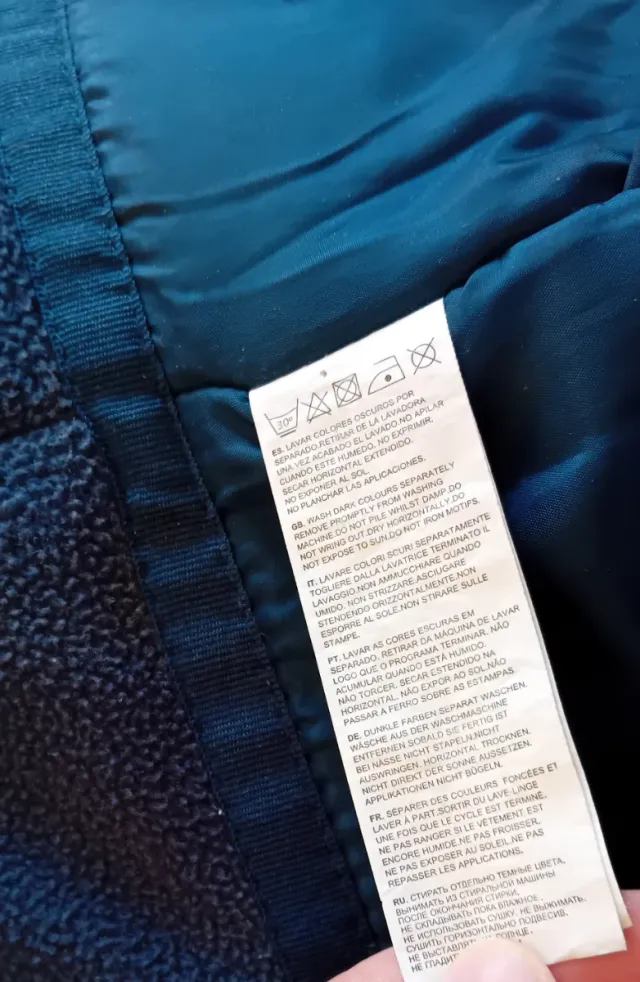 30º
ES. LAVAR COLORES OSCUROS POR
SEPARADO.RETIRAR DE LA LAVADORA
UNA VEZ ACABADO EL LAVADO.NO APILAR
CUANDO ESTE HUMEDO. NO EXPRIMIR.
SECAR HORIZONTAL EXTENDIDO.
NO EXPONER AL SOL.
NO PLANCHAR LAS APLICACIONES.
GB. WASH DARK COLOURS SEPARATELY
REMOVE PROMPTLY FROM WASHING
MACHINE.DO NOT PILE WHILST DAMP.DO
NOT WRING OUT.DRY HORIZONTALLY.DO
NOT EXPOSE TO SUN.DO NOT IRON MOTIFS.
IT. LAVARE COLORI SCURI SEPARATAMENTE
TOGLIERE DALLA LAVATRICE TERMINATO IL
LAVAGGIO.NON AMMUCCHIARE QUANDO
UMIDO. NON STRIZZARE.ASCIUGARE
STENDENDO ORIZZONTALMENTE.NON
ESPORRE AL SOLE.NON STIRARE SULLE
STAMPE.
PT. LAVAR AS CORES ESCURAS EM
SEPARADO. RETIRAR DA MÁQUINA DE LAVAR
LOGO QUE O PROGRAMA TERMINAR. NÃO
ACUMULAR QUANDO ESTÁ HUMIDO.
NÃO TORCER. SECAR ESTENDIDO NA
HORIZONTAL. NÃO EXPOR AO SOL.NÃO
PASSAR À FERRO SOBRE AS ESTAMPAS.
DE. DUNKLE FARBEN SEPARAT WASCHEN.
WÄSCHE AUS DER WASCHMASCHINE
ENTFERNEN SOBALD SIE FERTIG IST
BEI NÄSSE NICHT STAPELN.NICHT
AUSWRINGEN. HORIZONTAL TROCKNEN.
NICHT DIREKT DER SONNE AUSSETZEN.
APPLIKATIONEN NICHT BÜGELN.
FR. SÉPARER DES COULEURS FONCÉES ET
LAVER À PART.SORTIR DU LAVE-LINGE
UNE FOIS QUE LE CYCLE EST TERMINÉ.
NE PAS RANGER SI LE VÊTEMENT EST
ENCORE HUMIDE.NE PAS FROISSER.
NE PAS EXPOSER AU SOLEIL.NE PAS
REPASSER LES APPLICATIONS.
RU. СТИРАТЬ ОТДЕЛЬНО ТЕМНЫЕ ЦВЕТА.
ВЫНИМАТЬ ИЗ СТИРАЛЬНОЙ МАШИНЫ
ПОСЛЕ ОКОНЧАНИЯ СТИРКИ.
НЕ СКЛАДЫВАТЬ ПОКА ВЛАЖНОЕ.
НЕ ИСПОЛЬЗОВАТЬ СУШКУ. НЕ ВЫЖИМАТЬ.
СУШИТЬ ГОРИЗОНТАЛЬНО ПОДВЕСИВ.
НЕ
НЕ